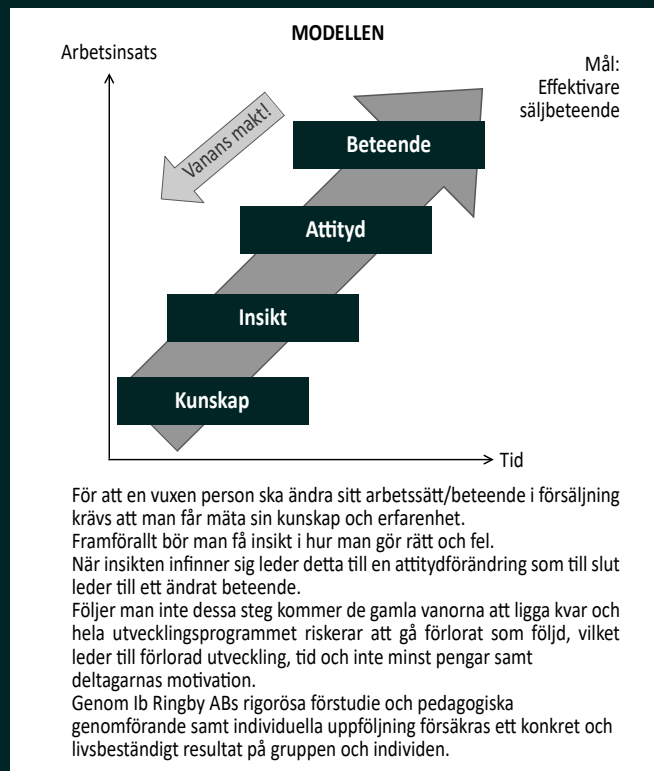 MODELLEN
Arbetsinsats
Mål:
Effektivare
säljbeteende
Vanans makt!
Beteende
Attityd
Insikt
Kunskap
Tid
För att en vuxen person ska ändra sitt arbetssätt/beteende i försäljning
krävs att man får mäta sin kunskap och erfarenhet.
Framförallt bör man få insikt i hur man gör rätt och fel.
När insikten infinner sig leder detta till en attitydförändring som till slut
leder till ett ändrat beteende.
Följer man inte dessa steg kommer de gamla vanorna att ligga kvar och
hela utvecklingsprogrammet riskerar att gå förlorat som följd, vilket
leder till förlorad utveckling, tid och inte minst pengar samt
deltagarnas motivation.
Genom Ib Ringby ABs rigorösa förstudie och pedagogiska
genomförande samt individuella uppföljning försäkras ett konkret och
livsbeständigt resultat på gruppen och individen.